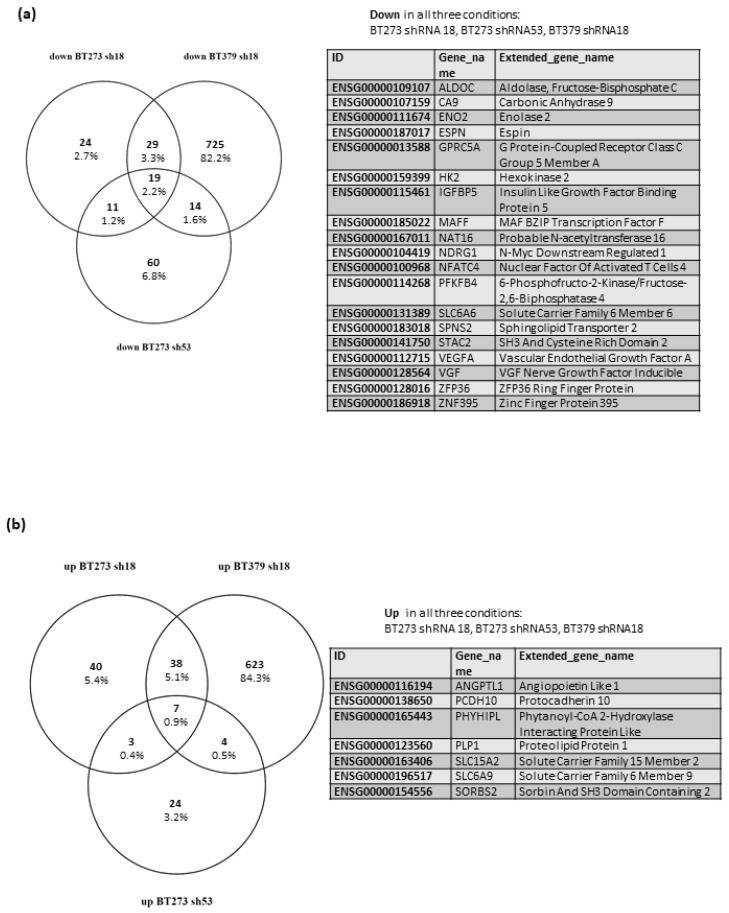 (a)
Down in all three conditions:
BT273 shRNA 18, BT273 shRNA53, BT379 shRNA18
down BT273 sh18 down BT379 sh18
24
2.7%
29
3.3%
725
82.2%
19
2.2%
11
1.2%
14
1.6%
60
6.8%
down BT273 sh53
ID Gene_na Extended_gene_name
me
ENSG00000109107 ALDOC Aldolase, Fructose-Bisphosphate C
ENSG00000107159 CA9 Carbonic Anhydrase 9
ENSG00000111674 ENO2 Enolase 2
ENSG00000187017 ESPN Espin
ENSG00000013588 GPRC5A G Protein-Coupled Receptor Class C
Group 5 Member A
ENSG00000159399 HK2 Hexokinase 2
ENSG00000115461 IGFBP5 Insulin Like Growth Factor Binding
Protein 5
ENSG00000185022 MAFF MAF BZIP Transcription Factor F
ENSG00000167011 NAT16 Probable N-acetyltransferase 16
ENSG00000104419 NDRG1 N-Myc Downstream Regulated 1
ENSG00000100968 NFATC4 Nuclear Factor Of Activated T Cells 4
ENSG00000114268 PFKFB4 6-Phosphofructo-2-Kinase/Fructose-
2,6-Biphosphatase 4
ENSG00000131389 SLC6A6 Solute Carrier Family 6 Member 6
ENSG00000183018 SPNS2 Sphingolipid Transporter 2
ENSG00000141750 STAC2 SH3 And Cysteine Rich Domain 2
ENSG00000112715 VEGFA Vascular Endothelial Growth Factor A
ENSG00000128564 VGF VGF Nerve Growth Factor Inducible
ENSG00000128016 ZFP36 ZFP36 Ring Finger Protein
ENSG00000186918 ZNF395 Zinc Finger Protein 395
(b)
up BT273 sh18 up BT379 sh18
40
5.4%
38
5.1%
623
84.3%
7
0.9%
3
0.4%
4
0.5%
24
3.2%
up BT273 sh53
Up in all three conditions:
BT273 shRNA 18, BT273 shRNA53, BT379 shRNA18
ID Gene_na Extended_gene_name
me
ENSG00000116194 ANGPTL1 Angiopoietin Like 1
ENSG00000138650 PCDH10 Protocadherin 10
ENSG00000165443 PHYHIPL Phytanoyl-CoA 2-Hydroxylase
Interacting Protein Like
ENSG00000123560 PLP1 Proteolipid Protein 1
ENSG00000163406 SLC15A2 Solute Carrier Family 15 Member 2
ENSG00000196517 SLC6A9 Solute Carrier Family 6 Member 9
ENSG00000154556 SORBS2 Sorbin And SH3 Domain Containing 2